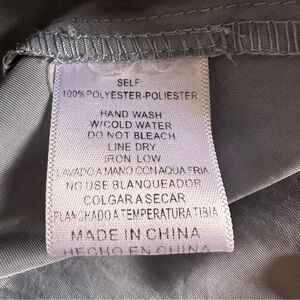 SELF:
100% POLYESTER-POLIESTER
HAND WASH
W/COLD WATER
DO NOT BLEACH
LINE DRY
IRON LOW
LAVADO A MANO CON AQUA FRIA
NO USE BLANQUEADOR
COLGAR A SECAR
PLANCHADO A TEMPERATURA TIBIA
MADE IN CHINA
HECHO EN CHINA